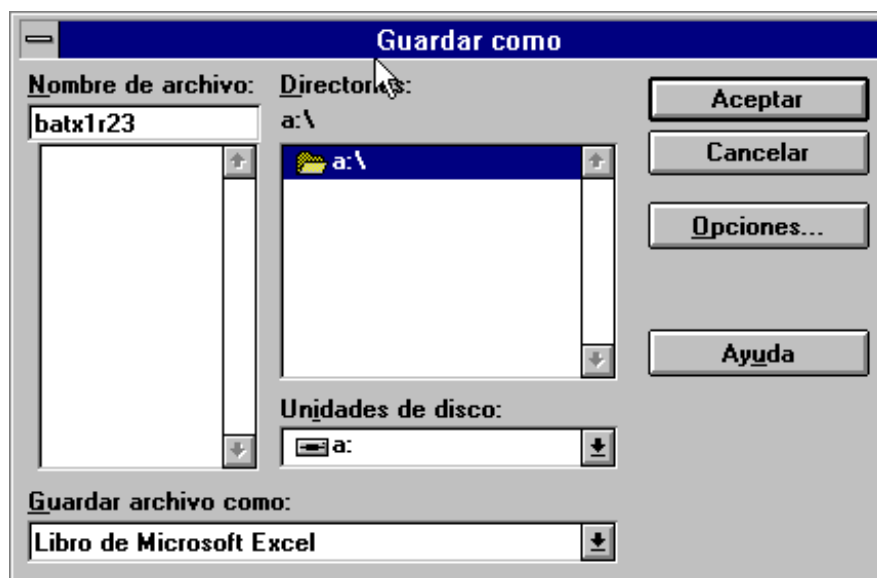 Guardar como
Nombre de archivo:
batx1r23
Directorios:
a:\
a:\
Unidades de disco:
a:
Guardar archivo como:
Libro de Microsoft Excel
Aceptar
Cancelar
Opciones...
Ayuda